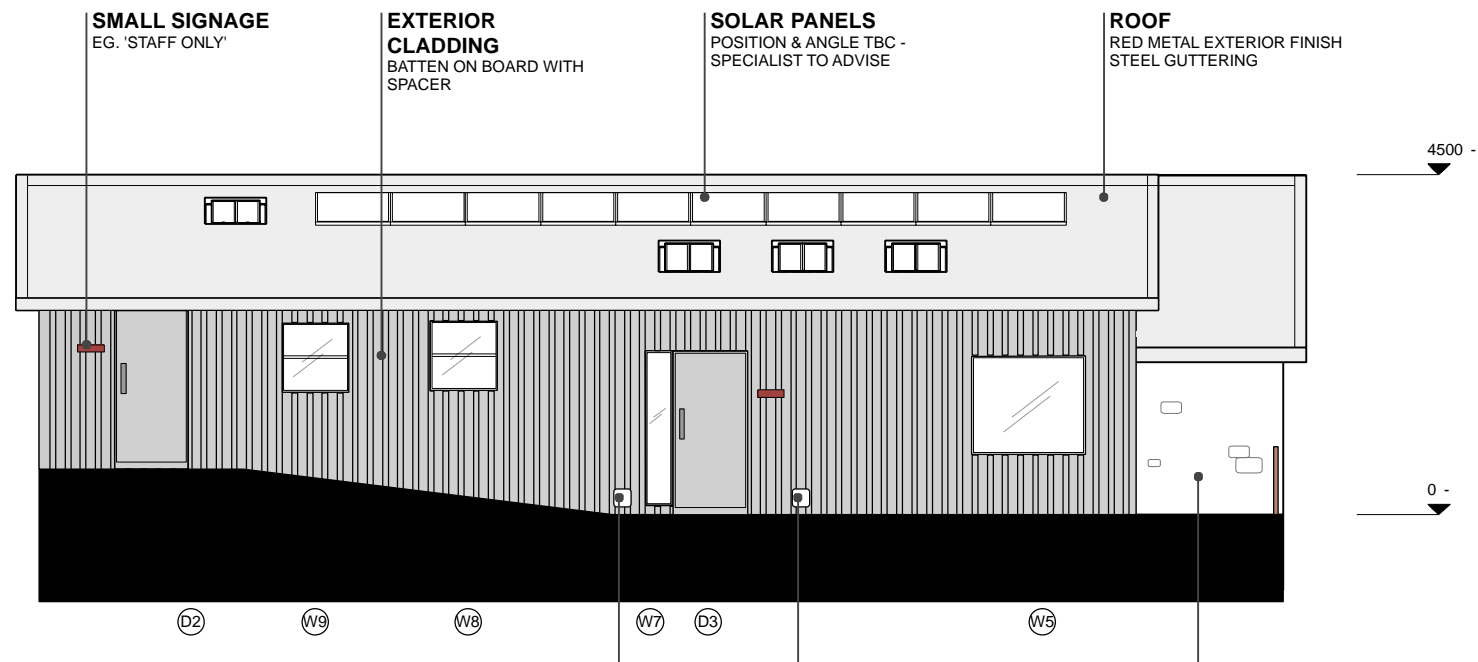 SMALL SIGNAGE
EG. 'STAFF ONLY'
EXTERIOR
CLADDING
BATTEN ON BOARD WITH
SPACER
SOLAR PANELS
POSITION & ANGLE TBC -
SPECIALIST TO ADVISE
ROOF
RED METAL EXTERIOR FINISH
STEEL GUTTERING
4500 -
0 -
D2 W9 W8 W7 D3 W5